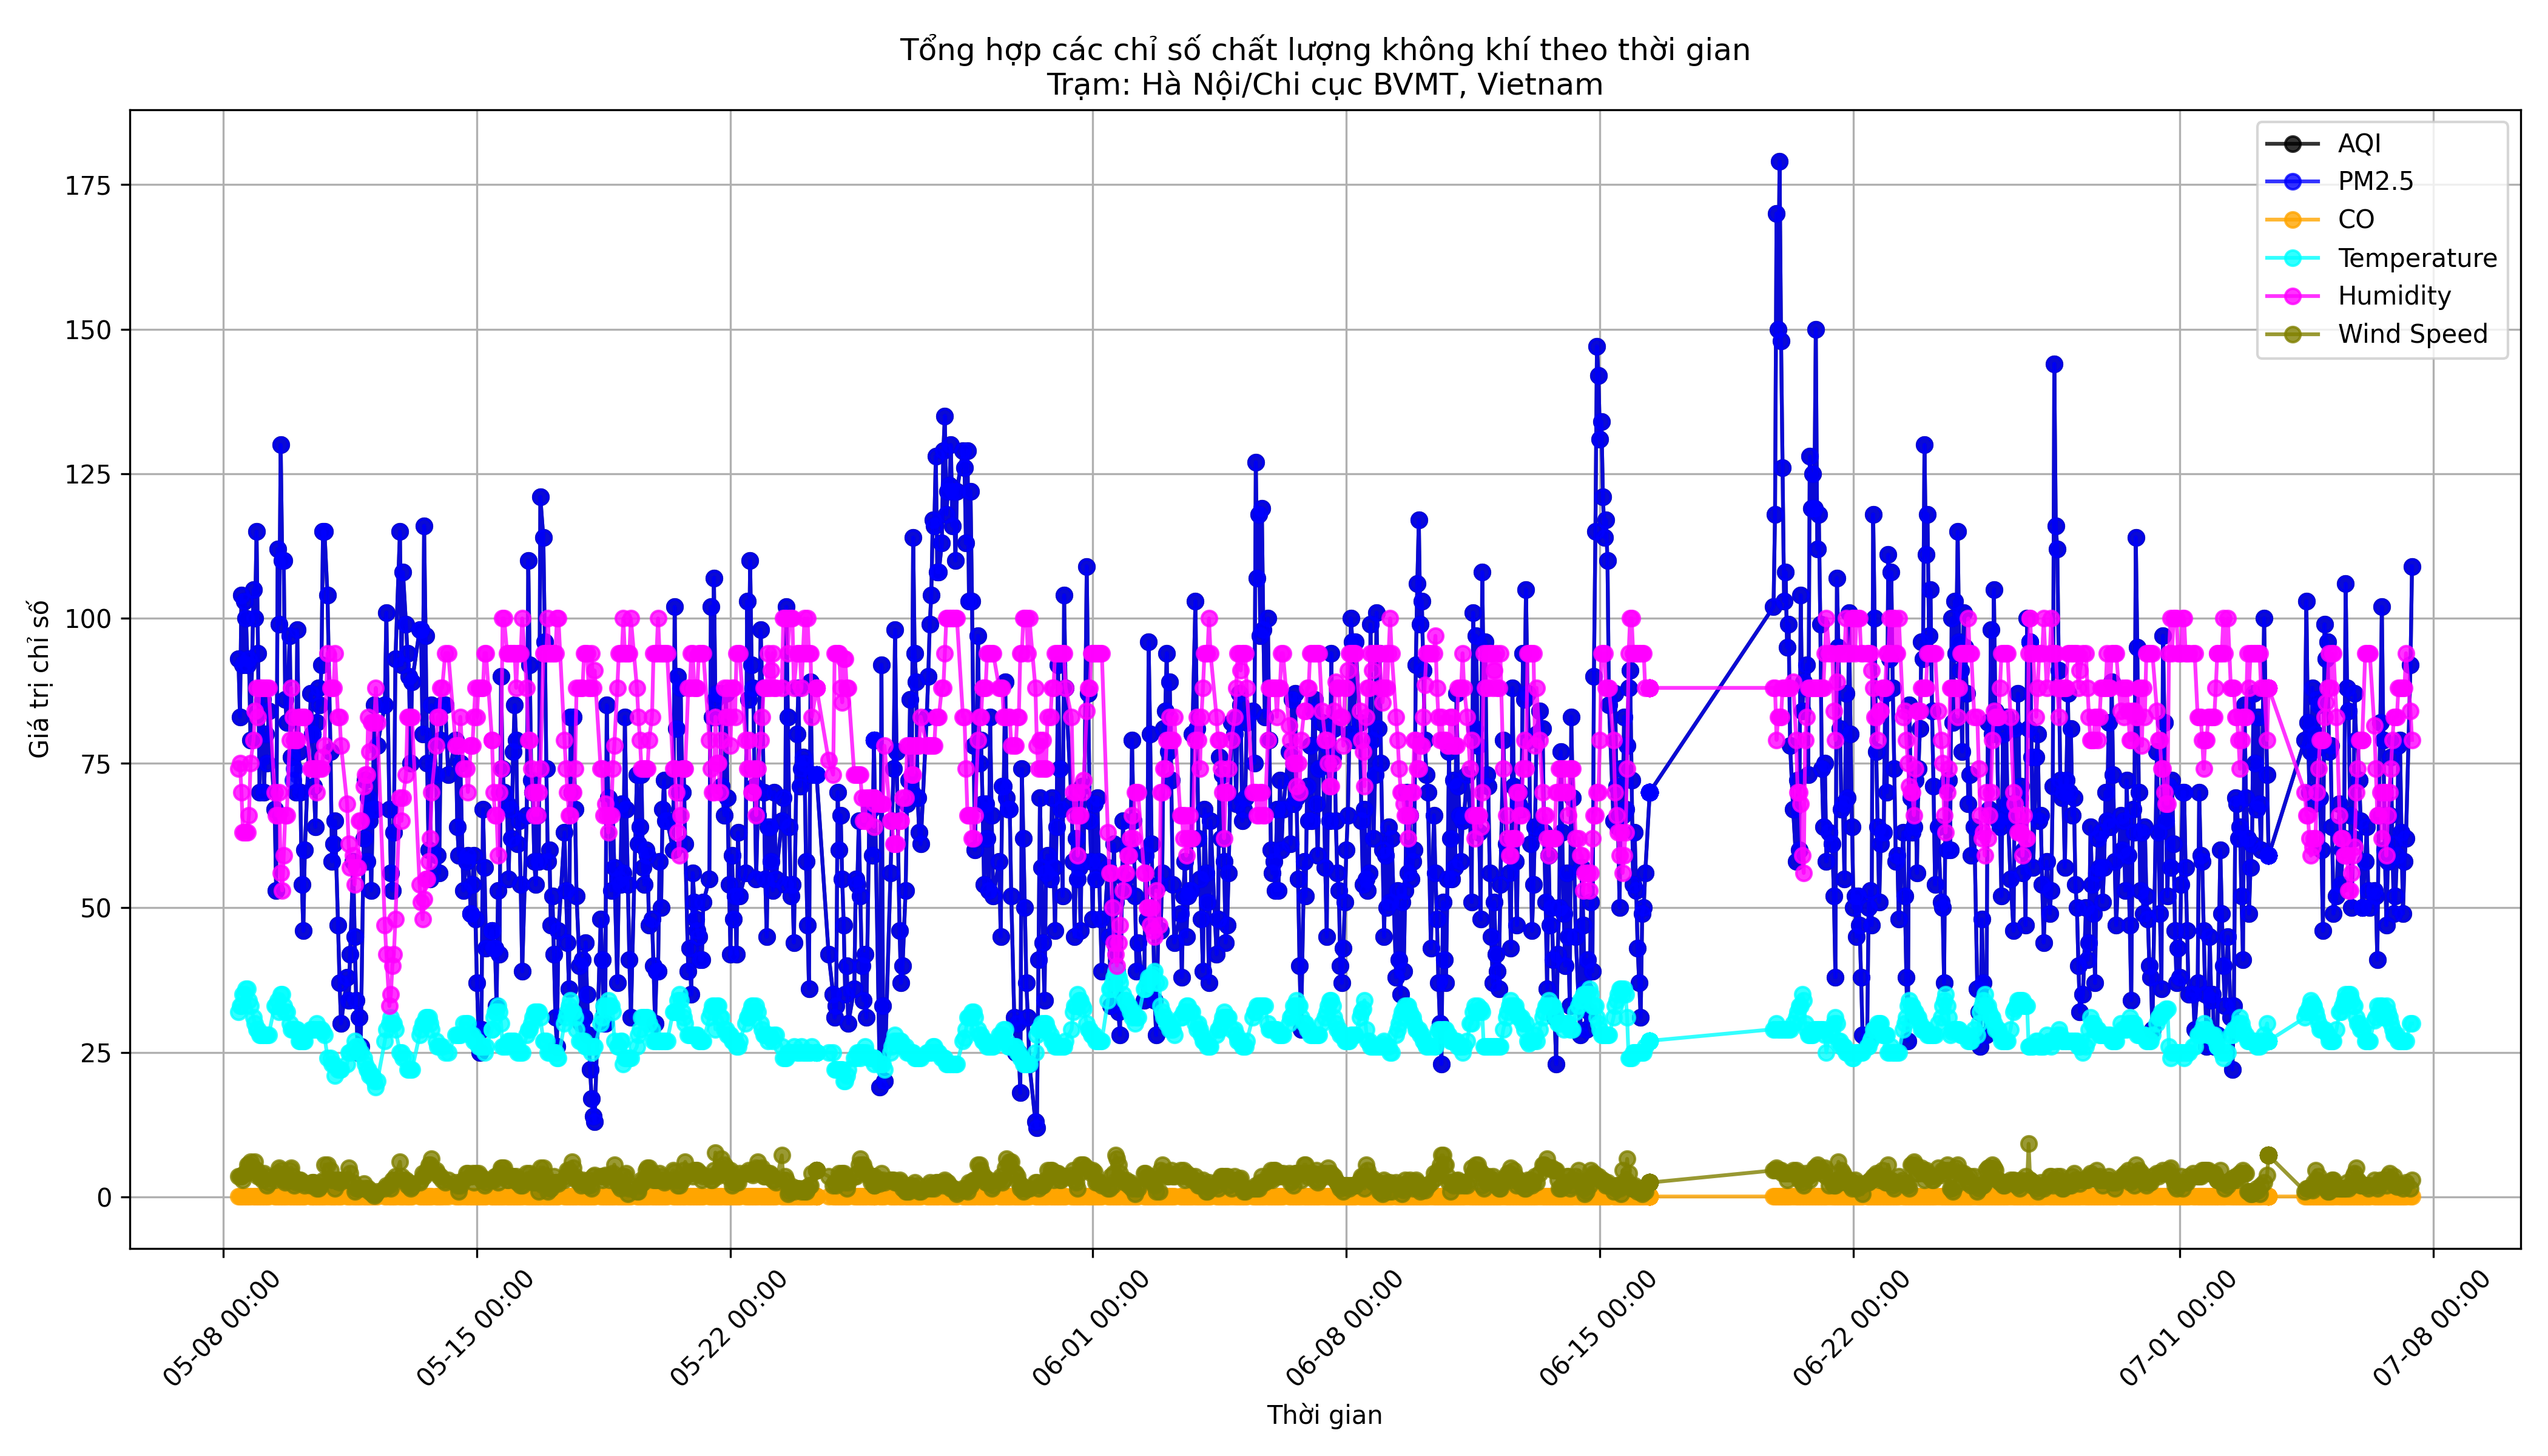 Tổng hợp các chỉ số chất lượng không khí theo thời gian
Trạm: Hà Nội/Chi cục BVMT, Vietnam
AQI
PM2.5
CO
Temperature
Humidity
Wind Speed
Giá trị chỉ số
175
150
125
100
75
50
25
0
05-08 00:00
05-15 00:00
05-22 00:00
06-01 00:00
06-08 00:00
06-15 00:00
06-22 00:00
07-01 00:00
07-08 00:00
Thời gian